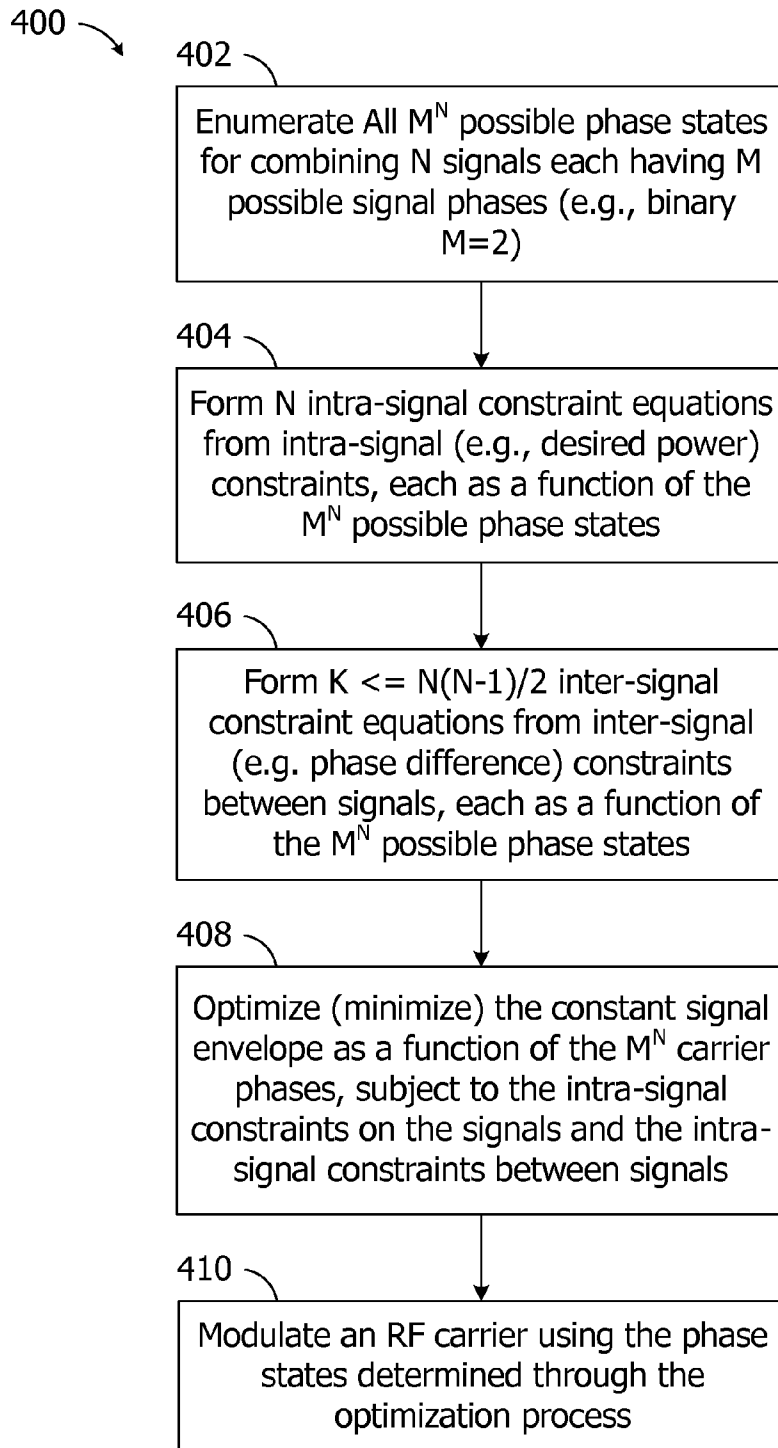 400
402
Enumerate All M^N possible phase states
for combining N signals each having M
possible signal phases (e.g., binary
M=2)
404
Form N intra-signal constraint equations
from intra-signal (e.g., desired power)
constraints, each as a function of the
M^N possible phase states
406
Form K <= N(N-1)/2 inter-signal
constraint equations from inter-signal
(e.g. phase difference) constraints
between signals, each as a function of
the M^N possible phase states
408
Optimize (minimize) the constant signal
envelope as a function of the M^N carrier
phases, subject to the intra-signal
constraints on the signals and the intra-
signal constraints between signals
410
Modulate an RF carrier using the phase
states determined through the
optimization process